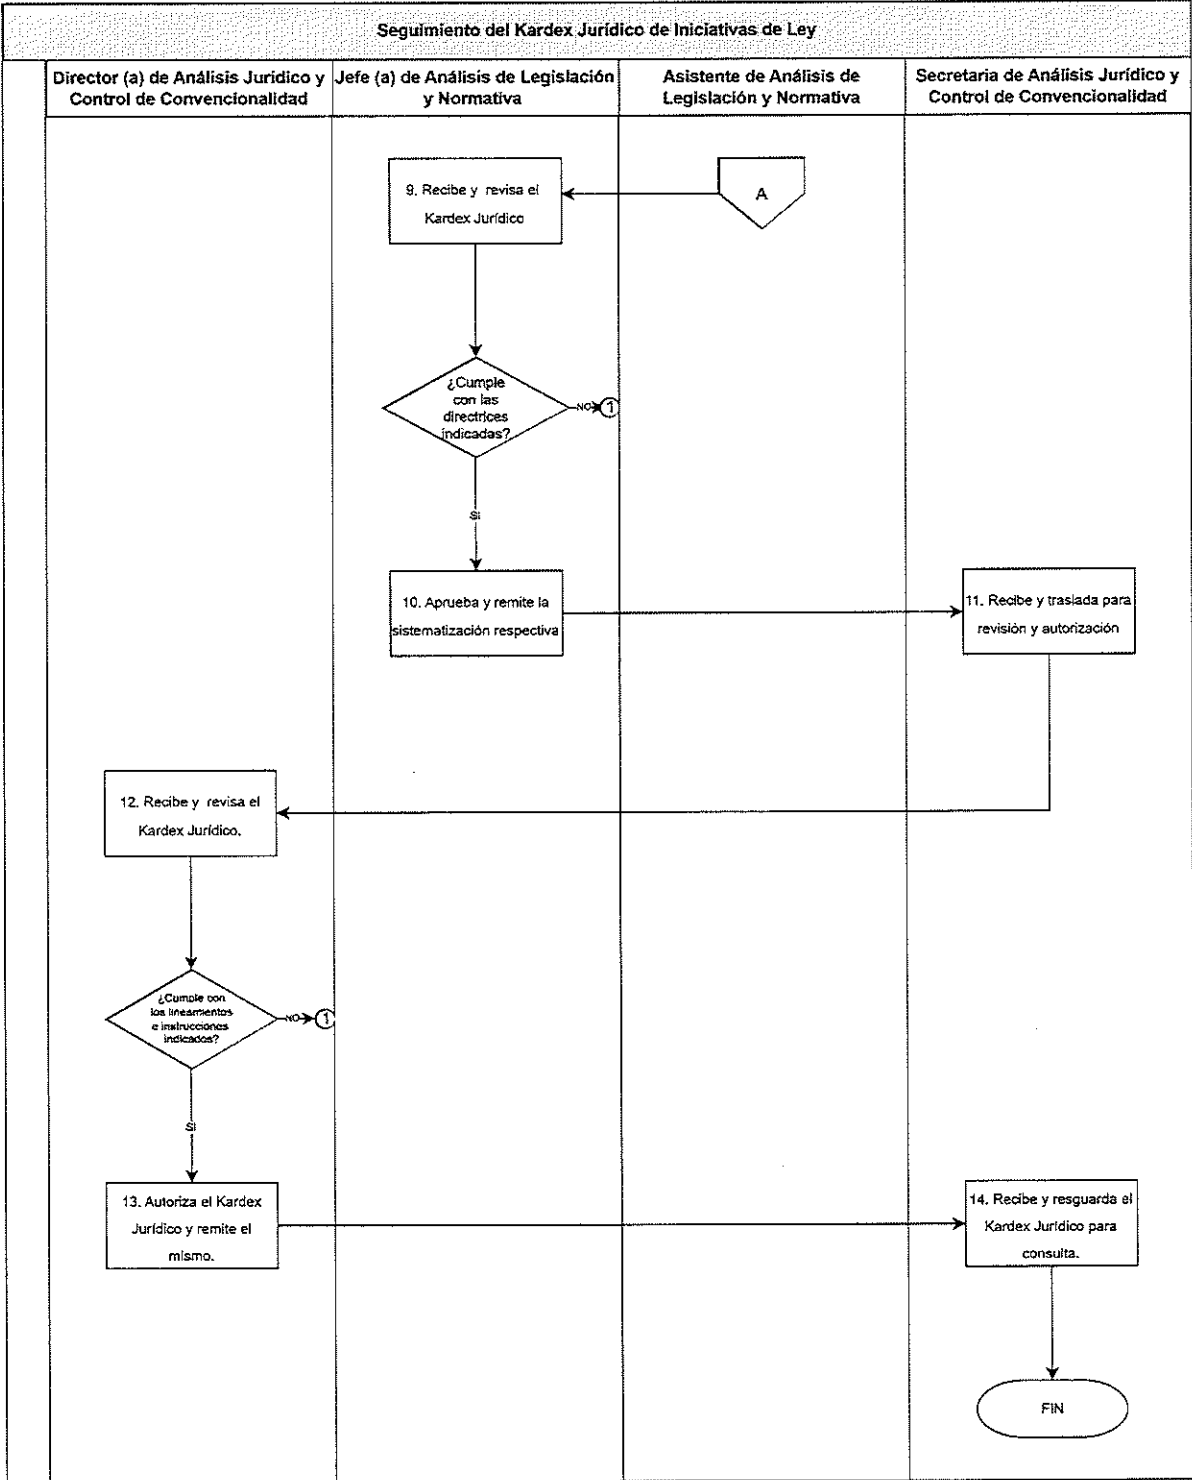 Seguimiento del Kardex Jurídico de Iniciativas de Ley
Director (a) de Análisis Jurídico y
Control de Convencionalidad
Jefe (a) de Análisis de Legislación
y Normativa
Asistente de Análisis de
Legislación y Normativa
Secretaria de Análisis Jurídico y
Control de Convencionalidad
9. Recibe y revisa el
Kardex Jurídico
A
¿Cumple
con las
directrices
indicadas?
NO
1
SI
10. Aprueba y remite la
sistematización respectiva
11. Recibe y traslada para
revisión y autorización
12. Recibe y revisa el
Kardex Jurídico.
¿Cumple con
los lineamientos
e instrucciones
indicados?
NO
1
SI
13. Autoriza el Kardex
Jurídico y remite el
mismo.
14. Recibe y resguarda el
Kardex Jurídico para
consulta.
FIN